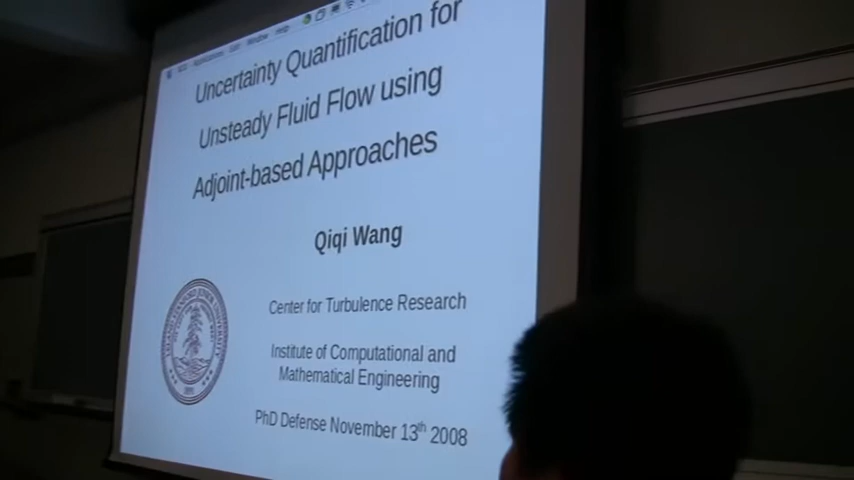 Uncertainty Quantification for
Unsteady Fluid Flow using
Adjoint-based Approaches
Qiqi Wang
Center for Turbulence Research
Institute of Computational and
Mathematical Engineering
PhD Defense November 13th 2008